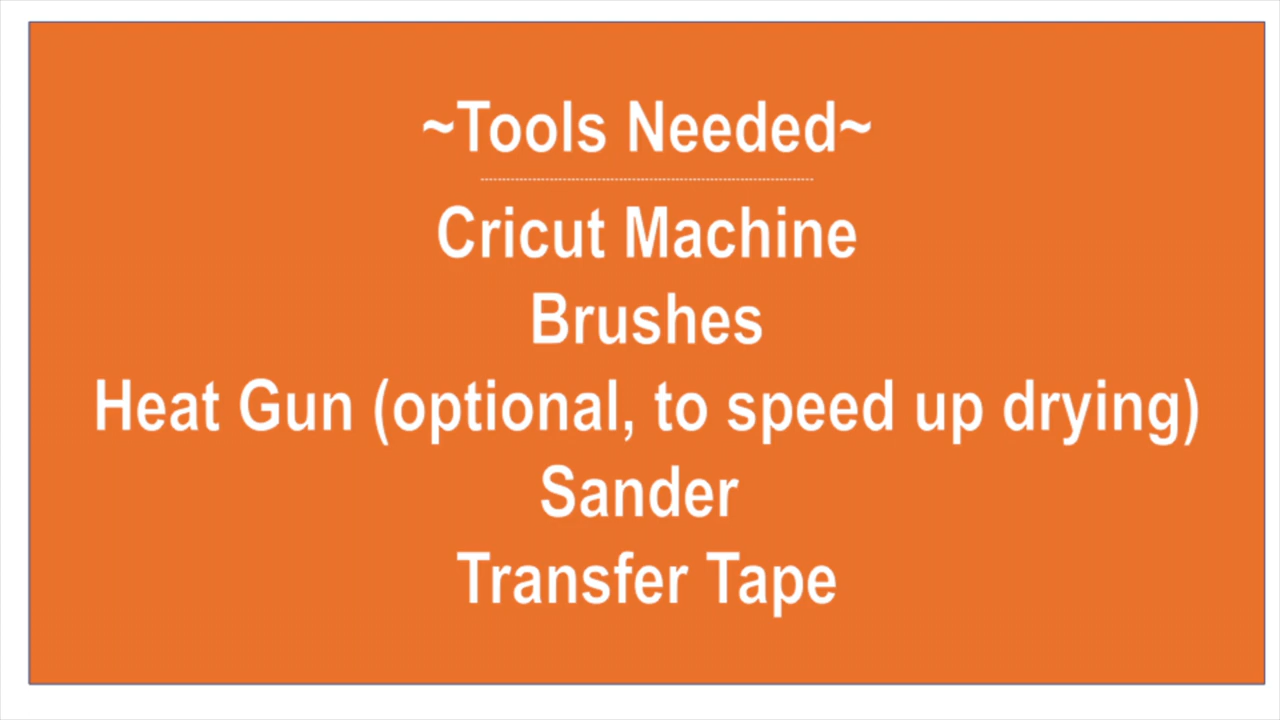 ~Tools Needed~
Cricut Machine
Brushes
Heat Gun (optional, to speed up drying)
Sander
Transfer Tape